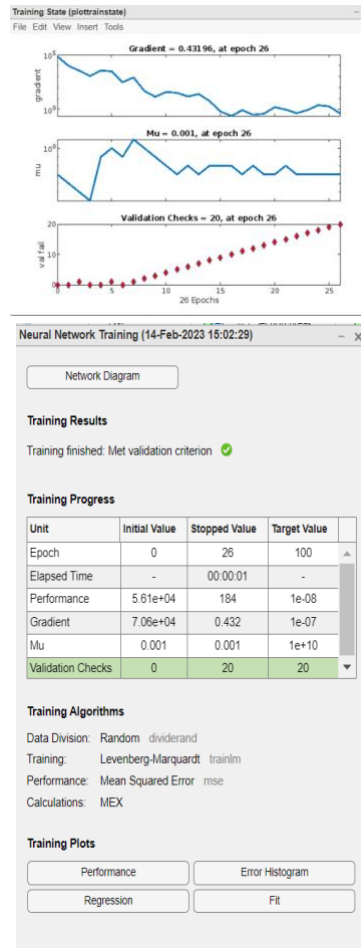 Training State (plottrainstate)
File Edit View Insert Tools
Gradient = 0.43196, at epoch 26
10^5
10^0
gradient
Mu = 0.001, at epoch 26
10^0
mu
Validation Checks = 20, at epoch 26
20
10
0
val fail
0 5 10 15 20 25
26 Epochs
Neural Network Training (14-Feb-2023 15:02:29)
Network Diagram
Training Results
Training finished: Met validation criterion
Training Progress
Unit Initial Value Stopped Value Target Value
Epoch 0 26 100
Elapsed Time - 00:00:01 -
Performance 5.61e+04 184 1e-08
Gradient 7.06e+04 0.432 1e-07
Mu 0.001 0.001 1e+10
Validation Checks 0 20 20
Training Algorithms
Data Division: Random dividerand
Training: Levenberg-Marquardt trainlm
Performance: Mean Squared Error mse
Calculations: MEX
Training Plots
Performance Error Histogram
Regression Fit